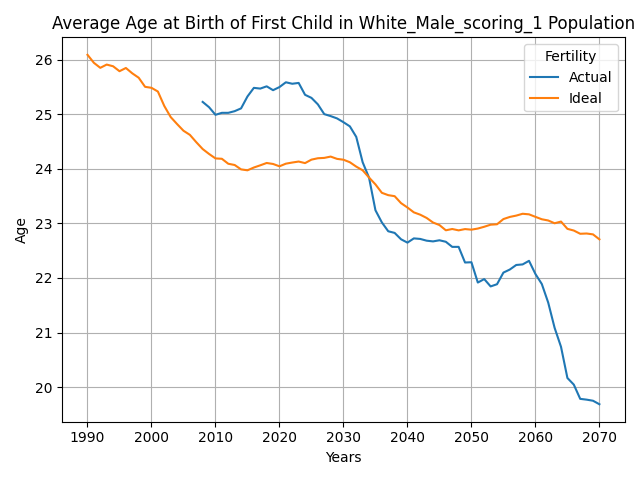 Average Age at Birth of First Child in White_Male_scoring_1 Population
Fertility
Actual
Ideal
Age
26
25
24
23
22
21
20
1990 2000 2010 2020 2030 2040 2050 2060 2070
Years